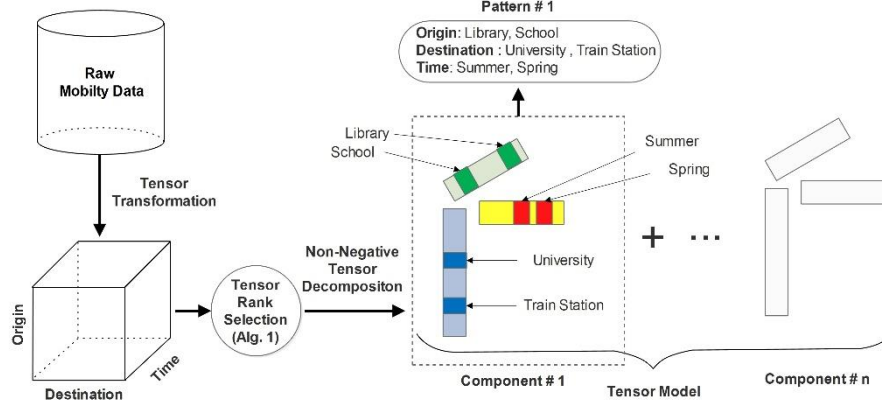 Pattern # 1
Origin: Library, School
Destination : University , Train Station
Time: Summer, Spring
Raw
Mobilty Data
Tensor
Transformation
Origin
Destination
Time
Tensor
Rank
Selection
(Alg. 1)
Non-Negative
Tensor
Decompositon
Library
School
Summer
Spring
University
Train Station
+ ...
Component # 1
Tensor Model
Component # n